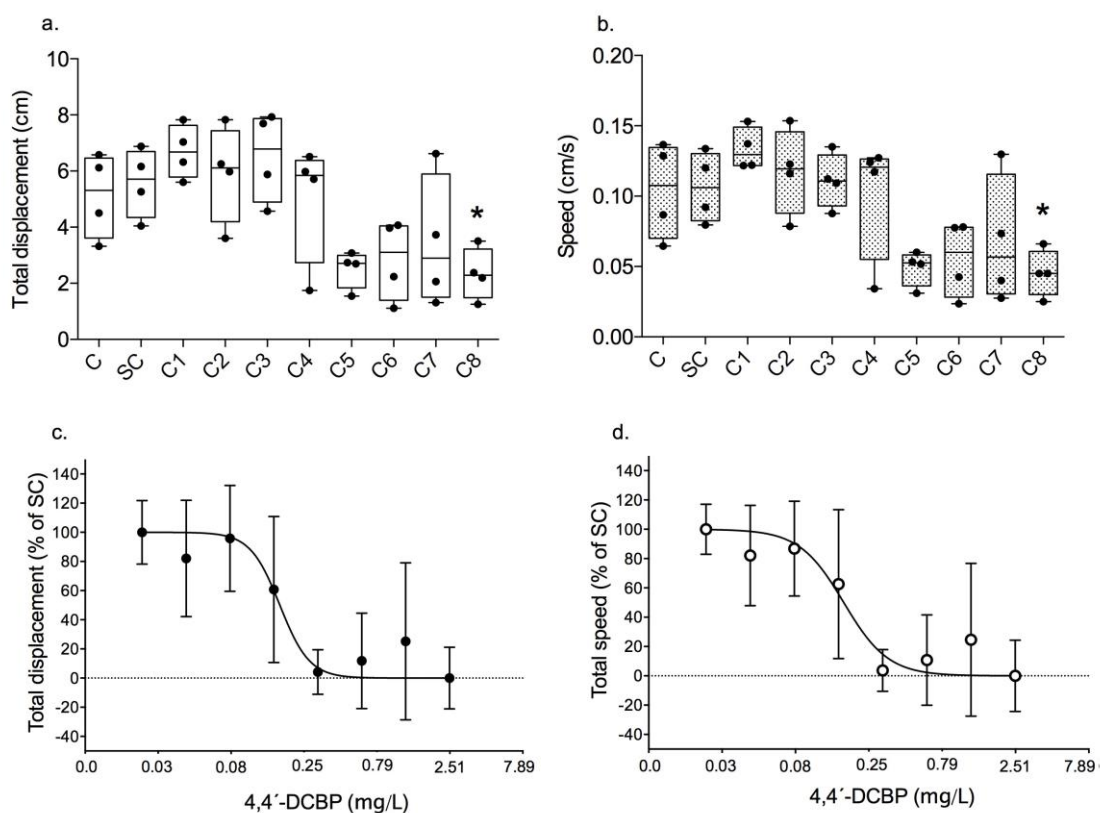 a.
Total displacement (cm)
10
8
6
4
2
0
*
C SC C1 C2 C3 C4 C5 C6 C7 C8
b.
Speed (cm/s)
0.20
0.15
0.10
0.05
0.00
*
C SC C1 C2 C3 C4 C5 C6 C7 C8
c.
Total displacement (% of SC)
140
120
100
80
60
40
20
0
-20
-40
0.0 0.03 0.08 0.25 0.79 2.51 7.89
4,4´-DCBP (mg/L)
d.
Total speed (% of SC)
140
120
100
80
60
40
20
0
-20
-40
0.0 0.03 0.08 0.25 0.79 2.51 7.89
4,4´-DCBP (mg/L)